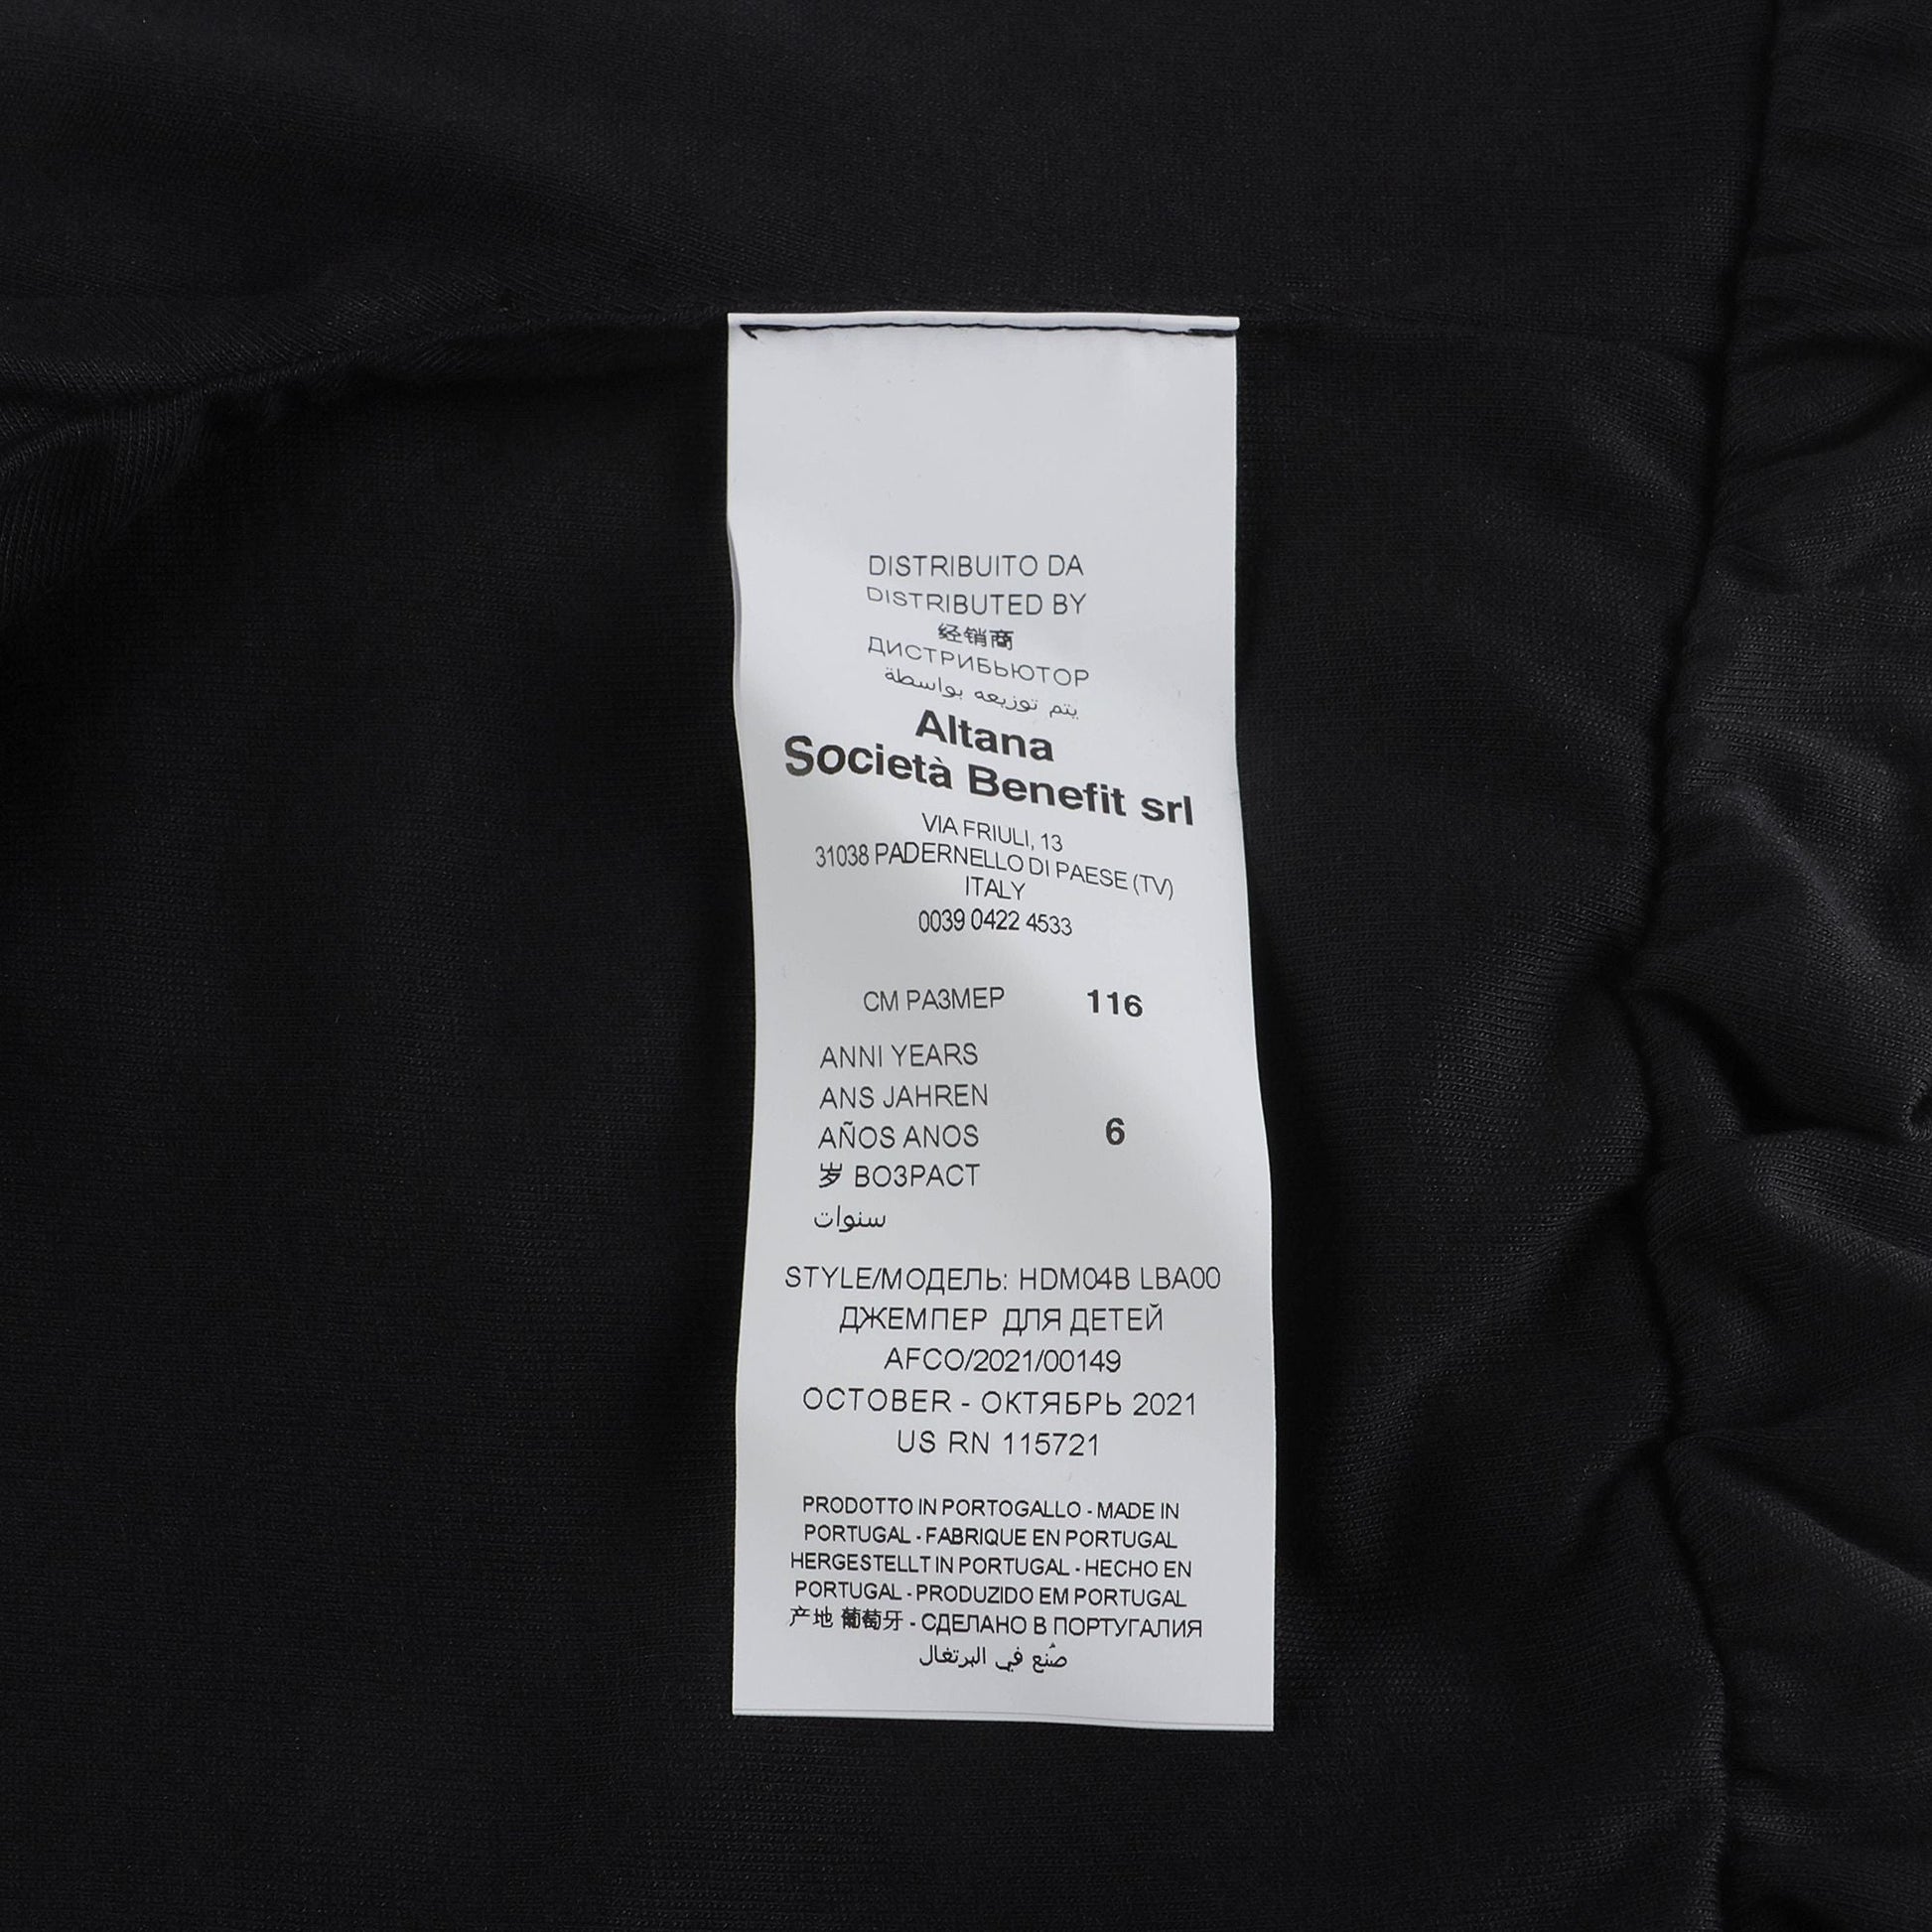 DISTRIBUITO DA
DISTRIBUTED BY
经销商
ДИСТРИБЬЮТОР
يتم توزيعه بواسطة
Altana
Società Benefit srl
VIA FRIULI, 13
31038 PADERNELLO DI PAESE (TV)
ITALY
0039 0422 4533
СМ РАЗМЕР 116
ANNI YEARS
ANS JAHREN
AÑOS ANOS 6
岁 ВОЗРАСТ
سنوات
STYLE/МОДЕЛЬ: HDM04B LBA00
ДЖЕМПЕР ДЛЯ ДЕТЕЙ
AFCO/2021/00149
OCTOBER - ОКТЯБРЬ 2021
US RN 115721
PRODOTTO IN PORTOGALLO - MADE IN
PORTUGAL - FABRIQUE EN PORTUGAL
HERGESTELLT IN PORTUGAL - HECHO EN
PORTUGAL - PRODUZIDO EM PORTUGAL
产地 葡萄牙 - СДЕЛАНО В ПОРТУГАЛИЯ
صُنع في البرتغال